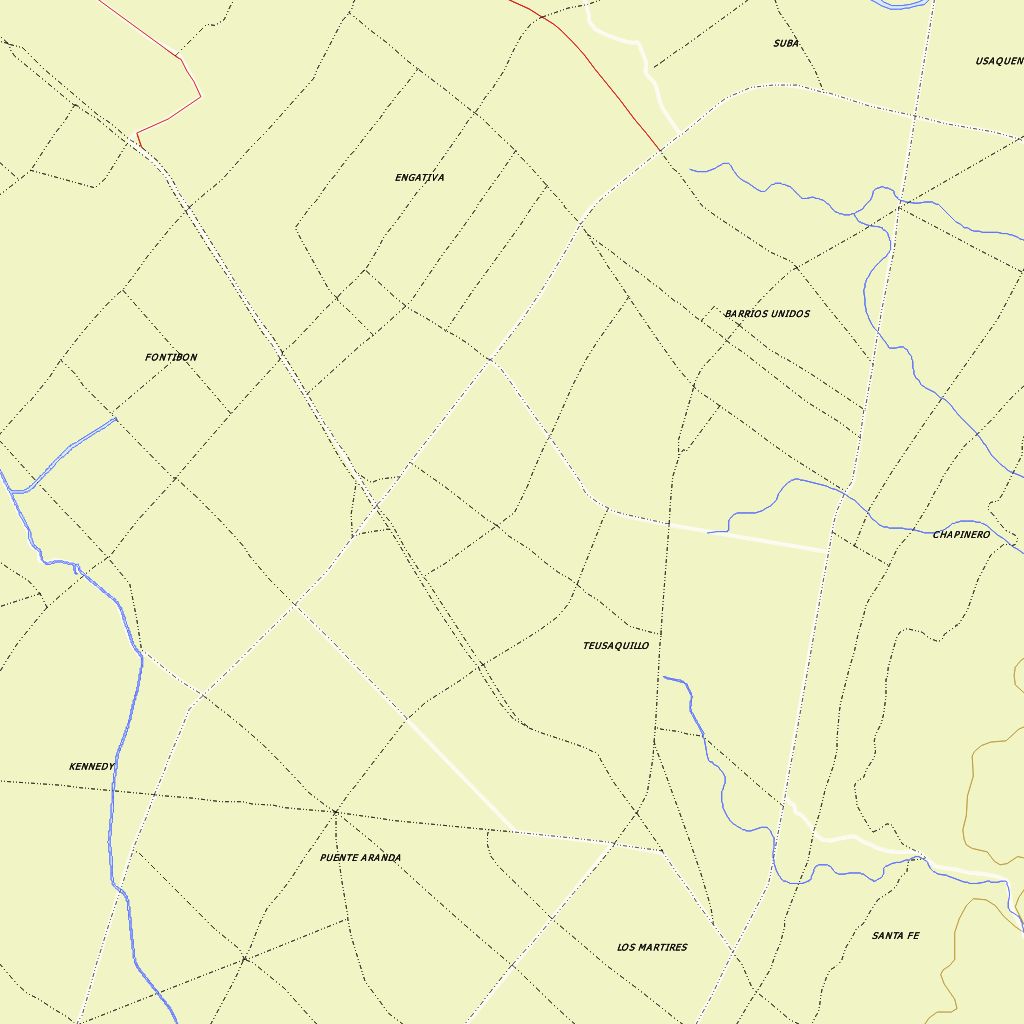 SUBA
USAQUEN
ENGATIVA
BARRIOS UNIDOS
FONTIBON
CHAPINERO
TEUSAQUILLO
KENNEDY
PUENTE ARANDA
SANTA FE
LOS MARTIRES